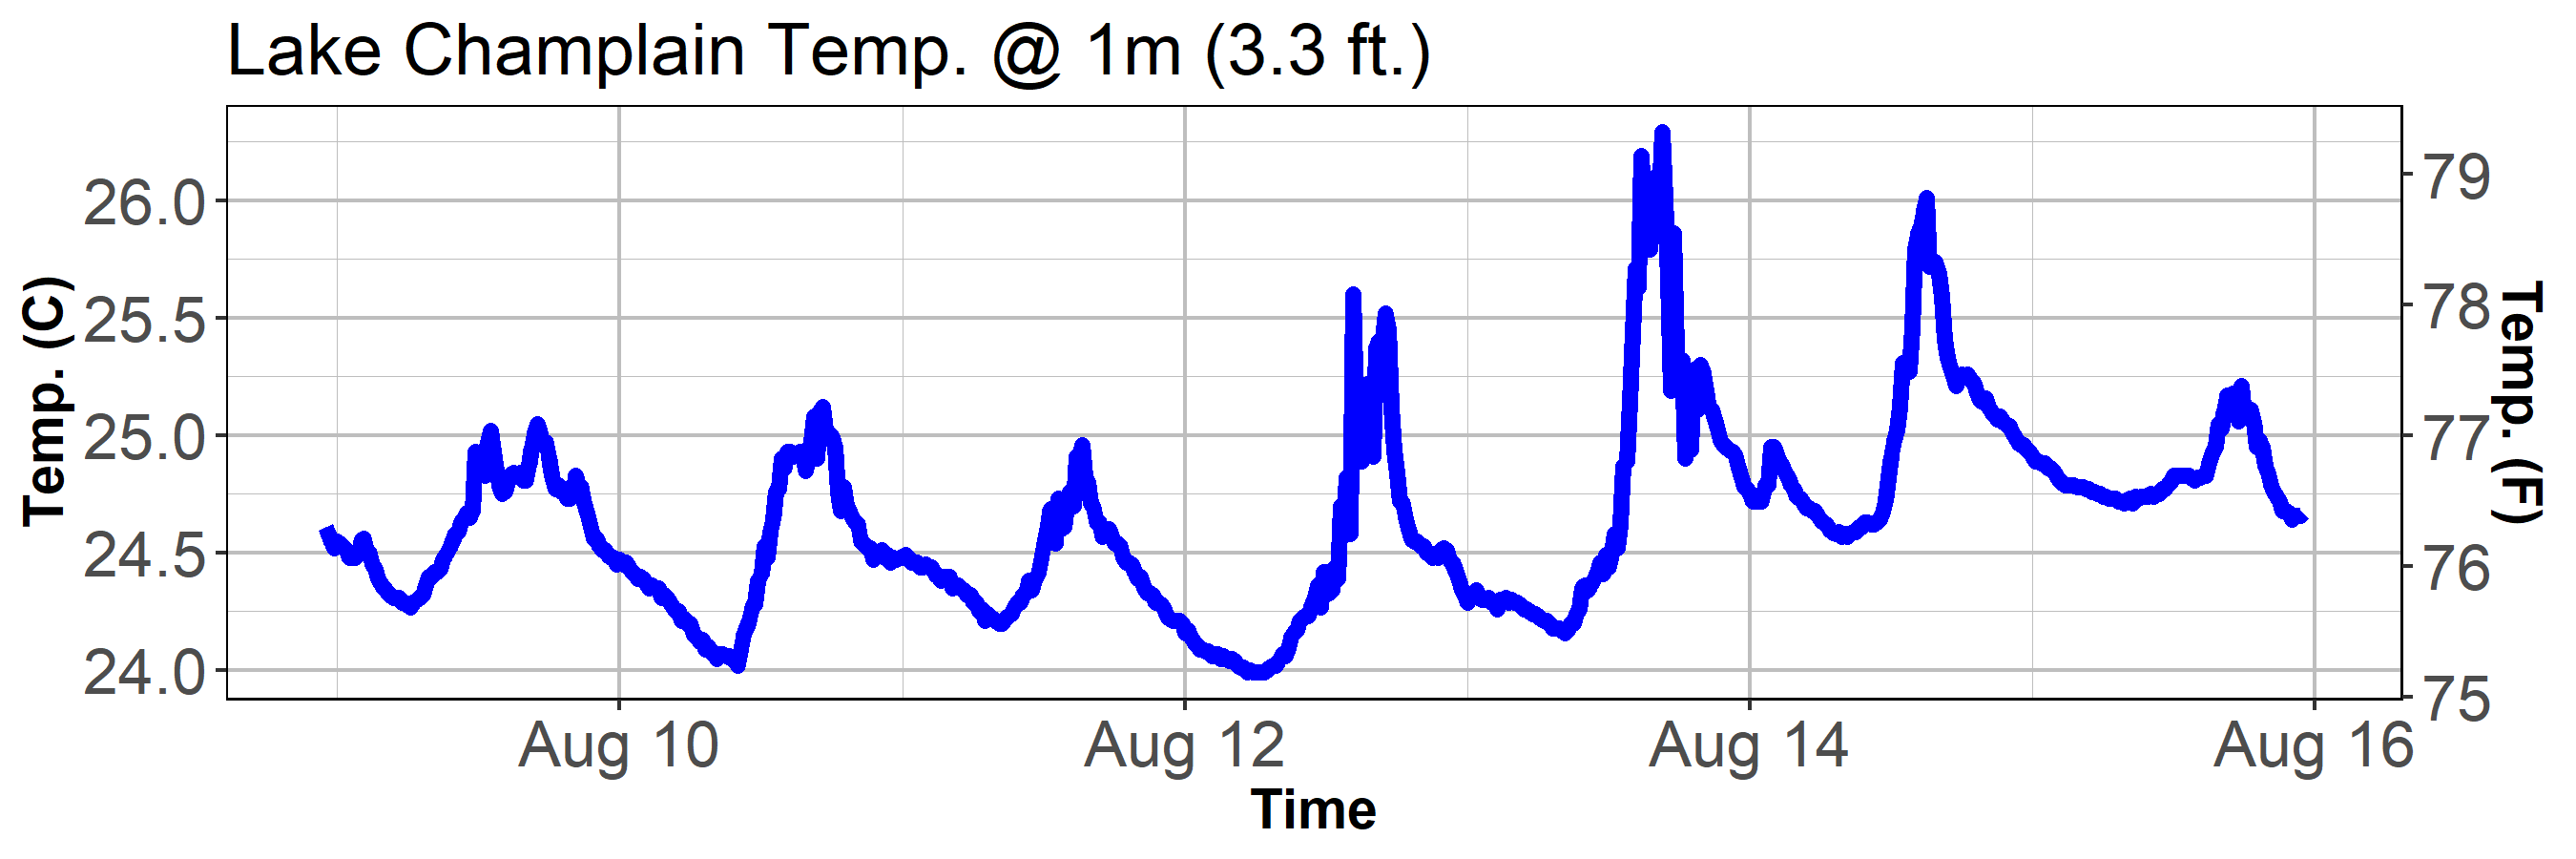 Lake Champlain Temp. @ 1m (3.3 ft.)
Temp. (C)
26.0
25.5
25.0
24.5
24.0
79
78
77
76
75
Temp. (F)
Aug 10
Aug 12
Aug 14
Aug 16
Time